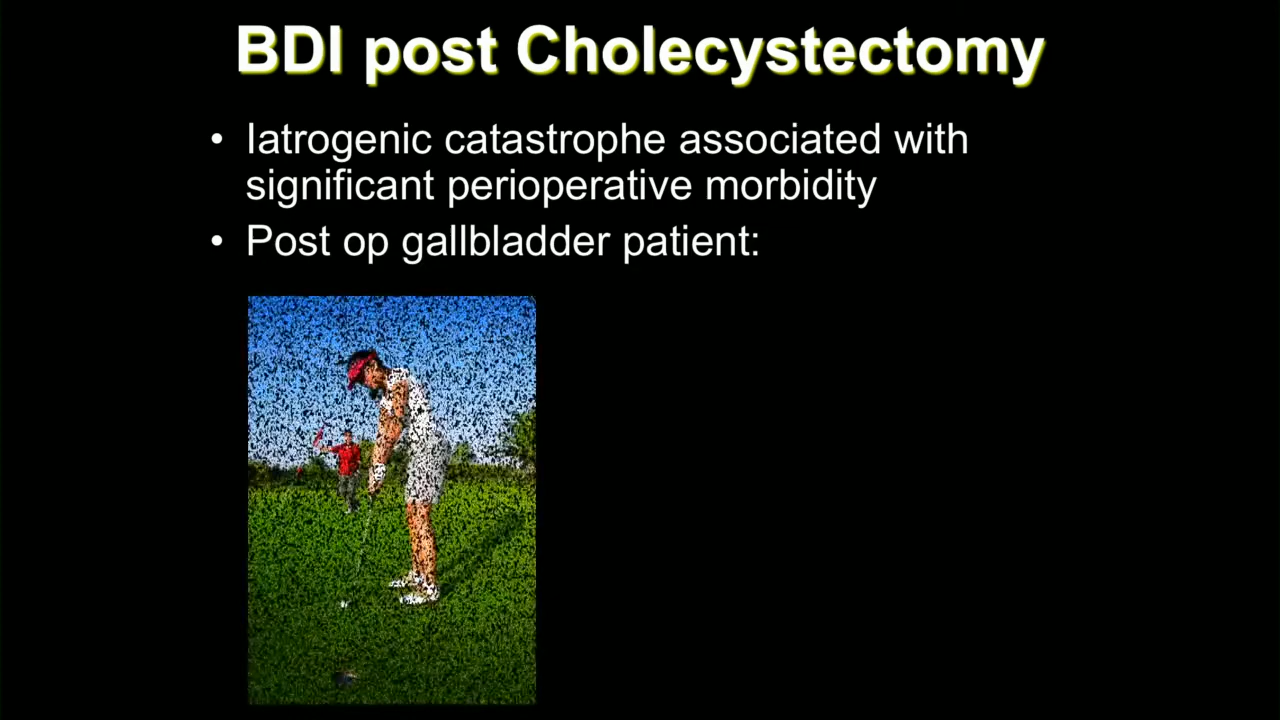 BDI post Cholecystectomy
• Iatrogenic catastrophe associated with
significant perioperative morbidity
• Post op gallbladder patient: